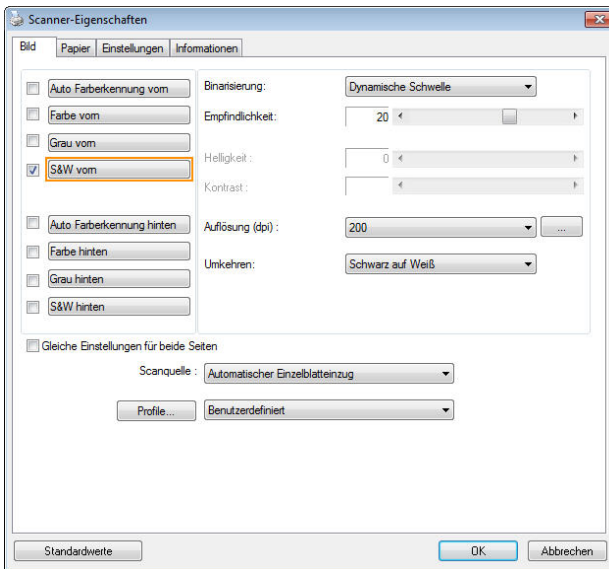 Scanner-Eigenschaften
Bild Papier Einstellungen Informationen
Auto Farberkennung vorn
Farbe vorn
Grau vorn
S&W vorn
Auto Farberkennung hinten
Farbe hinten
Grau hinten
S&W hinten
Binarisierung: Dynamische Schwelle
Empfindlichkeit: 20
Helligkeit : 0
Kontrast :
Auflösung (dpi) : 200 ...
Umkehren: Schwarz auf Weiß
Gleiche Einstellungen für beide Seiten
Scanquelle : Automatischer Einzelblatteinzug
Profile... Benutzerdefiniert
Standardwerte OK Abbrechen